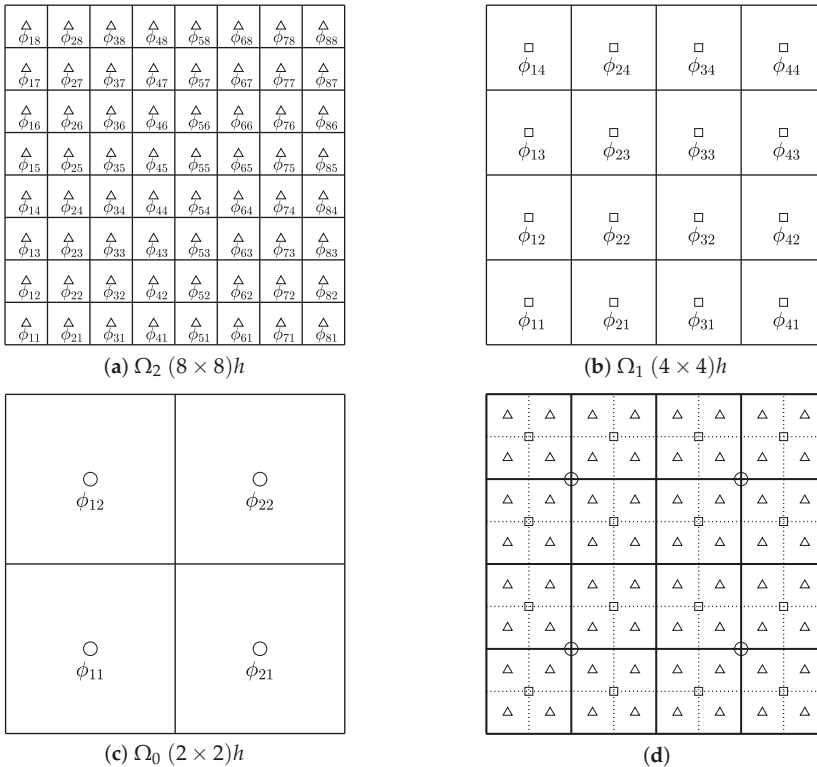 ϕ18 ϕ28 ϕ38 ϕ48 ϕ58 ϕ68 ϕ78 ϕ88
ϕ17 ϕ27 ϕ37 ϕ47 ϕ57 ϕ67 ϕ77 ϕ87
ϕ16 ϕ26 ϕ36 ϕ46 ϕ56 ϕ66 ϕ76 ϕ86
ϕ15 ϕ25 ϕ35 ϕ45 ϕ55 ϕ65 ϕ75 ϕ85
ϕ14 ϕ24 ϕ34 ϕ44 ϕ54 ϕ64 ϕ74 ϕ84
ϕ13 ϕ23 ϕ33 ϕ43 ϕ53 ϕ63 ϕ73 ϕ83
ϕ12 ϕ22 ϕ32 ϕ42 ϕ52 ϕ62 ϕ72 ϕ82
ϕ11 ϕ21 ϕ31 ϕ41 ϕ51 ϕ61 ϕ71 ϕ81
(a) Ω2 (8 × 8)h
ϕ14 ϕ24 ϕ34 ϕ44
ϕ13 ϕ23 ϕ33 ϕ43
ϕ12 ϕ22 ϕ32 ϕ42
ϕ11 ϕ21 ϕ31 ϕ41
(b) Ω1 (4 × 4)h
ϕ12 ϕ22
ϕ11 ϕ21
(c) Ω0 (2 × 2)h
(d)